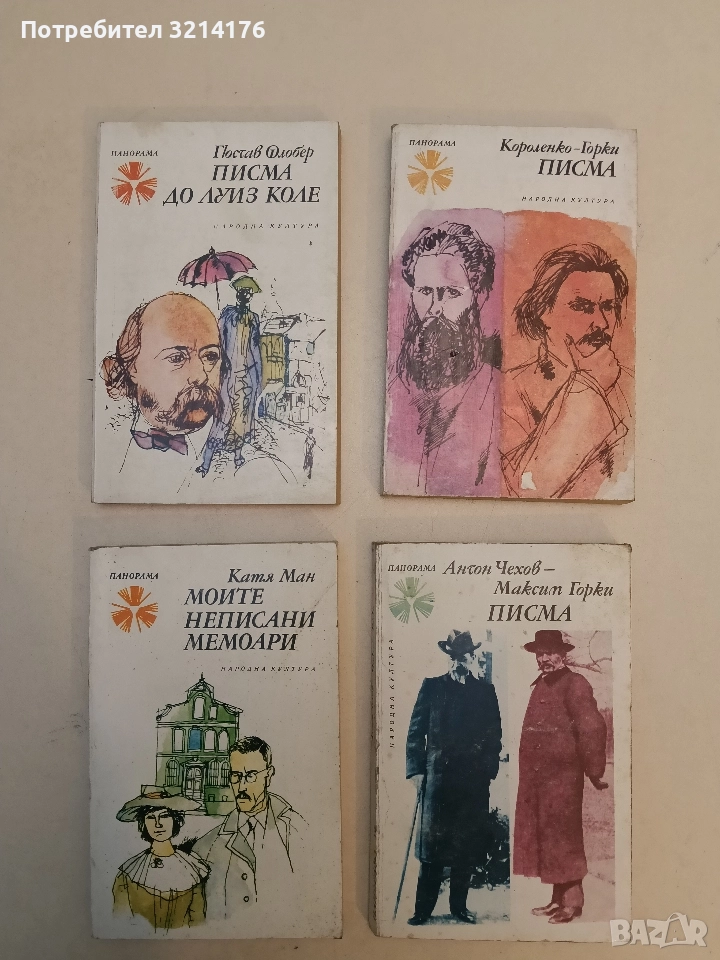 Потребител 3214176
ПАНОРАМА
Гюстав Флобер
ПИСМА
ДО ЛУИЗ КОЛЕ
НАРОДНА КУЛТУРА
ПАНОРАМА
Короленко-Горки
ПИСМА
НАРОДНА КУЛТУРА
ПАНОРАМА
Катя Ман
МОИТЕ
НЕПИСАНИ
МЕМОАРИ
НАРОДНА КУЛТУРА
ПАНОРАМА
Антон Чехов –
Максим Горки
ПИСМА
НАРОДНА КУЛТУРА
BAZAR